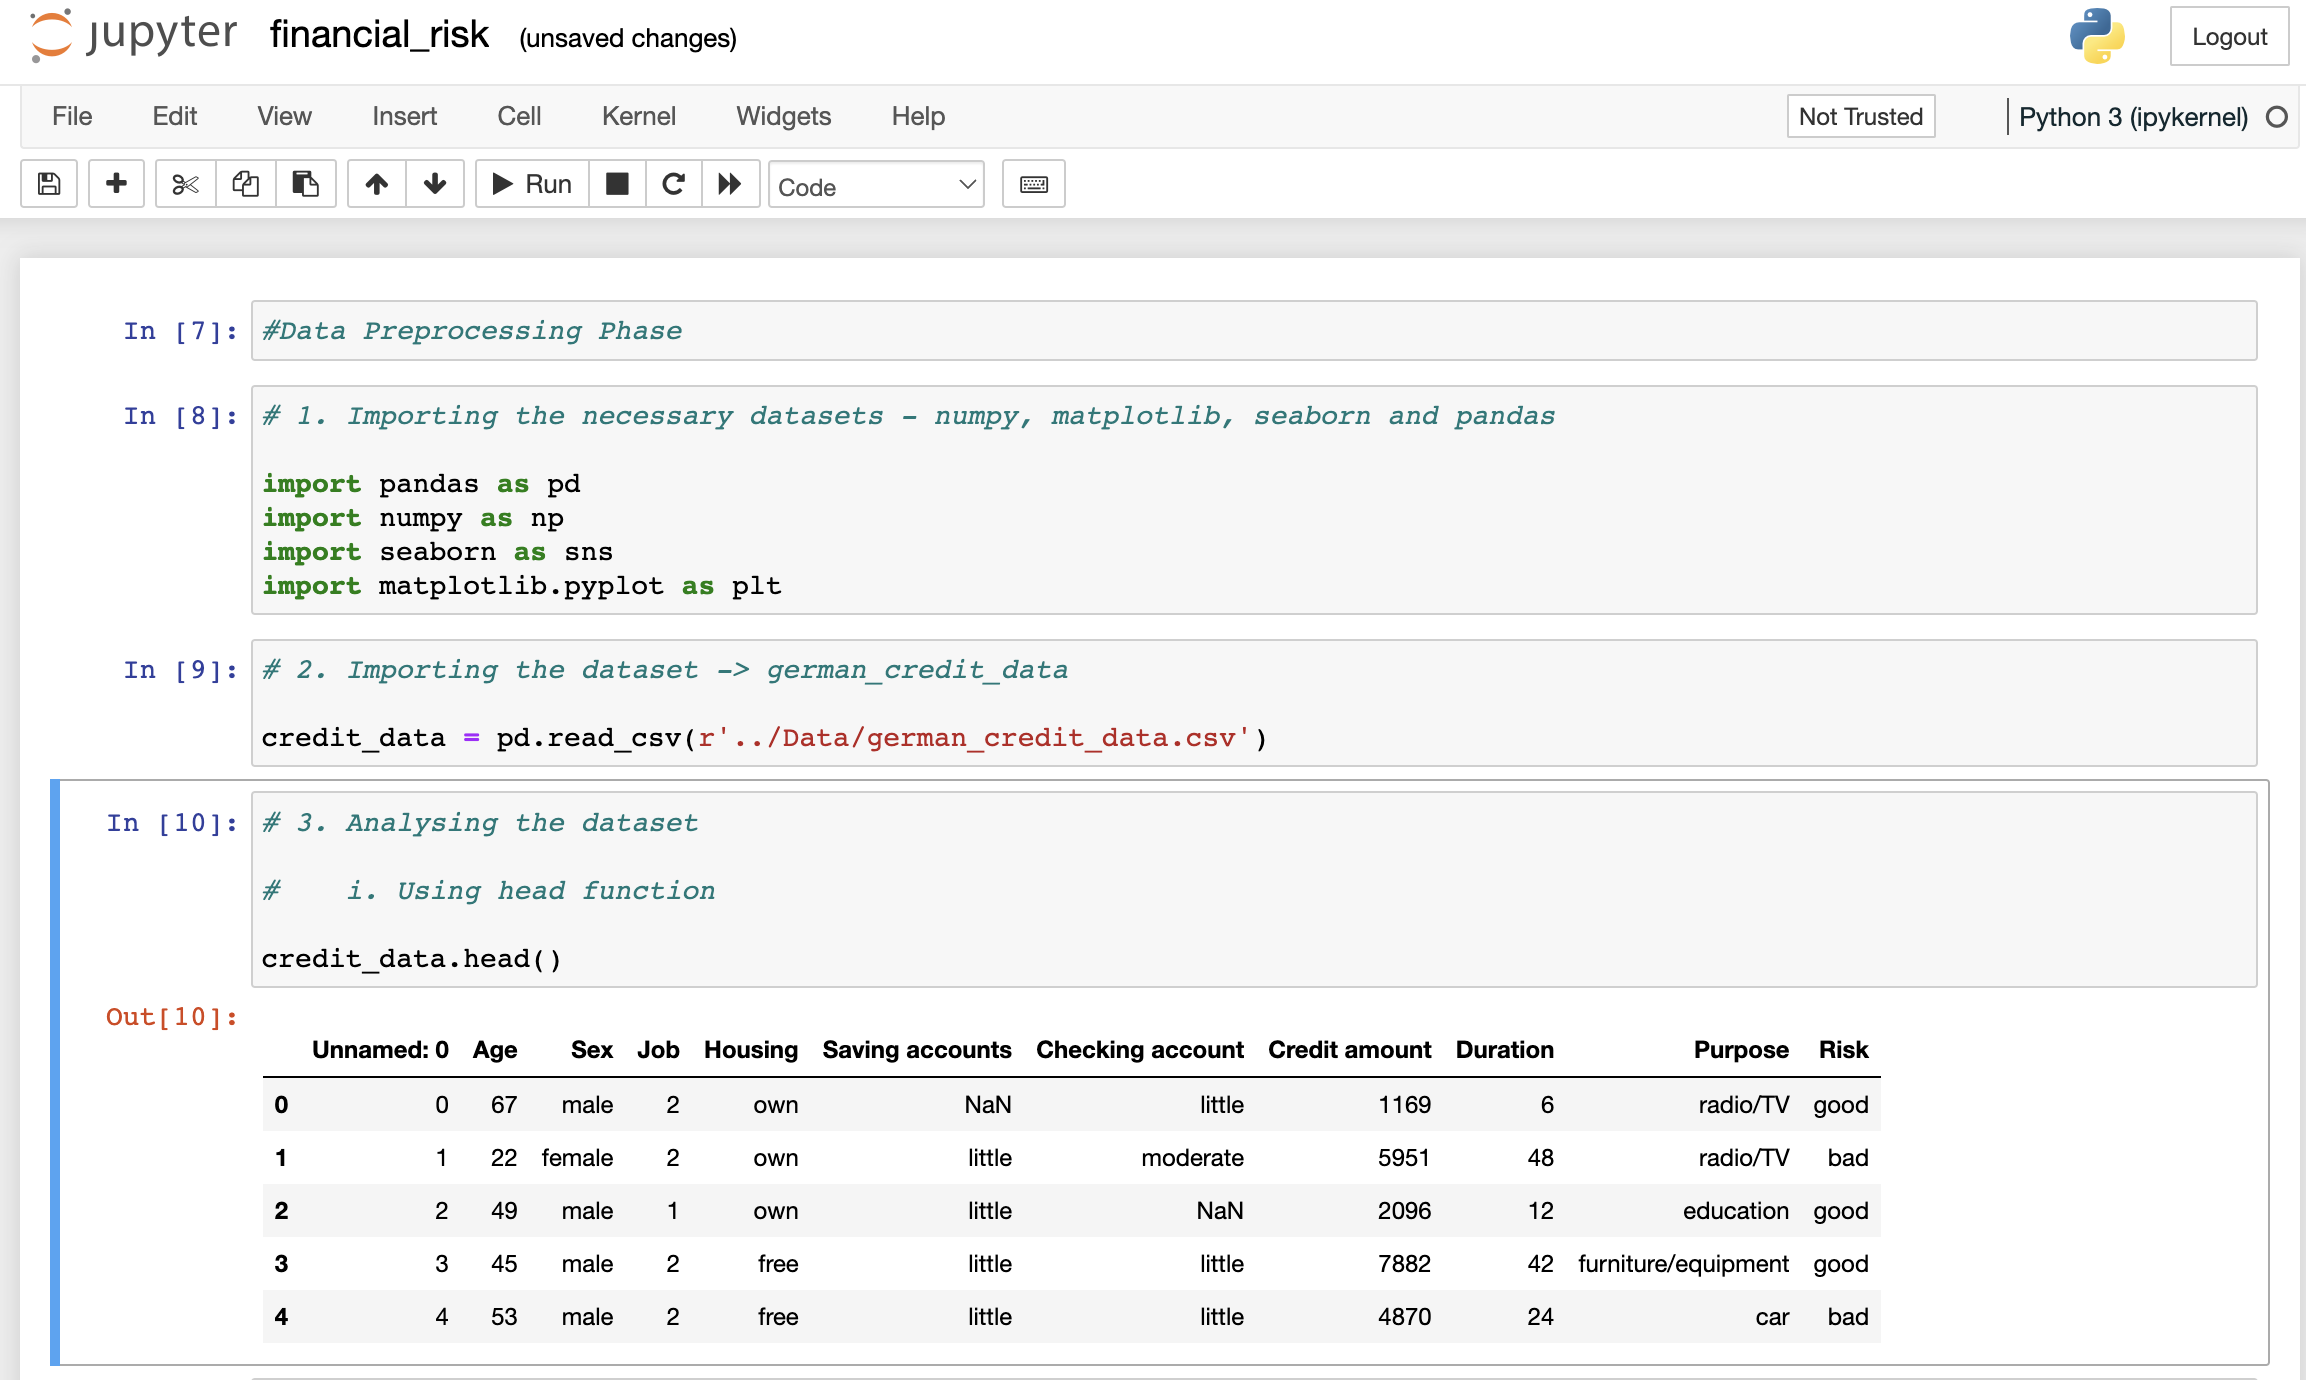 jupyter financial_risk (unsaved changes) Logout
File Edit View Insert Cell Kernel Widgets Help Not Trusted Python 3 (ipykernel)
Run Code
In [7]: #Data Preprocessing Phase
In [8]: # 1. Importing the necessary datasets - numpy, matplotlib, seaborn and pandas
import pandas as pd
import numpy as np
import seaborn as sns
import matplotlib.pyplot as plt
In [9]: # 2. Importing the dataset -> german_credit_data
credit_data = pd.read_csv(r'../Data/german_credit_data.csv')
In [10]: # 3. Analysing the dataset
# i. Using head function
credit_data.head()
Out[10]:
Unnamed: 0 Age Sex Job Housing Saving accounts Checking account Credit amount Duration Purpose Risk
0 0 67 male 2 own NaN little 1169 6 radio/TV good
1 1 22 female 2 own little moderate 5951 48 radio/TV bad
2 2 49 male 1 own little NaN 2096 12 education good
3 3 45 male 2 free little little 7882 42 furniture/equipment good
4 4 53 male 2 free little little 4870 24 car bad